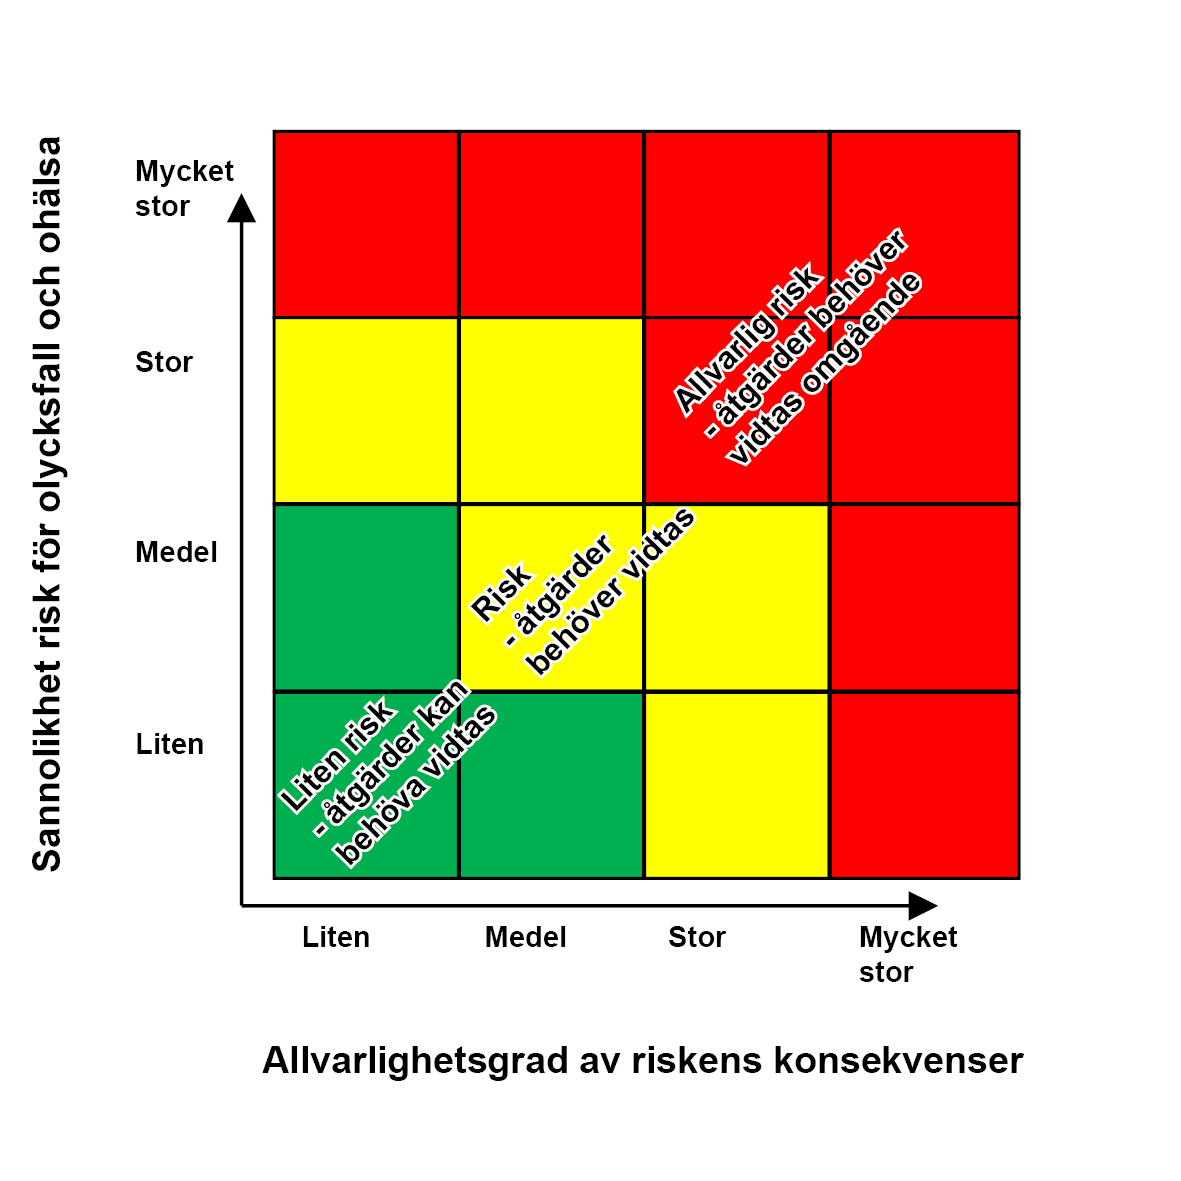 Sannolikhet risk för olycksfall och ohälsa
Mycket
stor
Stor
Medel
Liten
Allvarlig risk
- åtgärder behöver
vidtas omgående
Risk
- åtgärder
behöver vidtas
Liten risk
- åtgärder kan
behöva vidtas
Liten
Medel
Stor
Mycket
stor
Allvarlighetsgrad av riskens konsekvenser